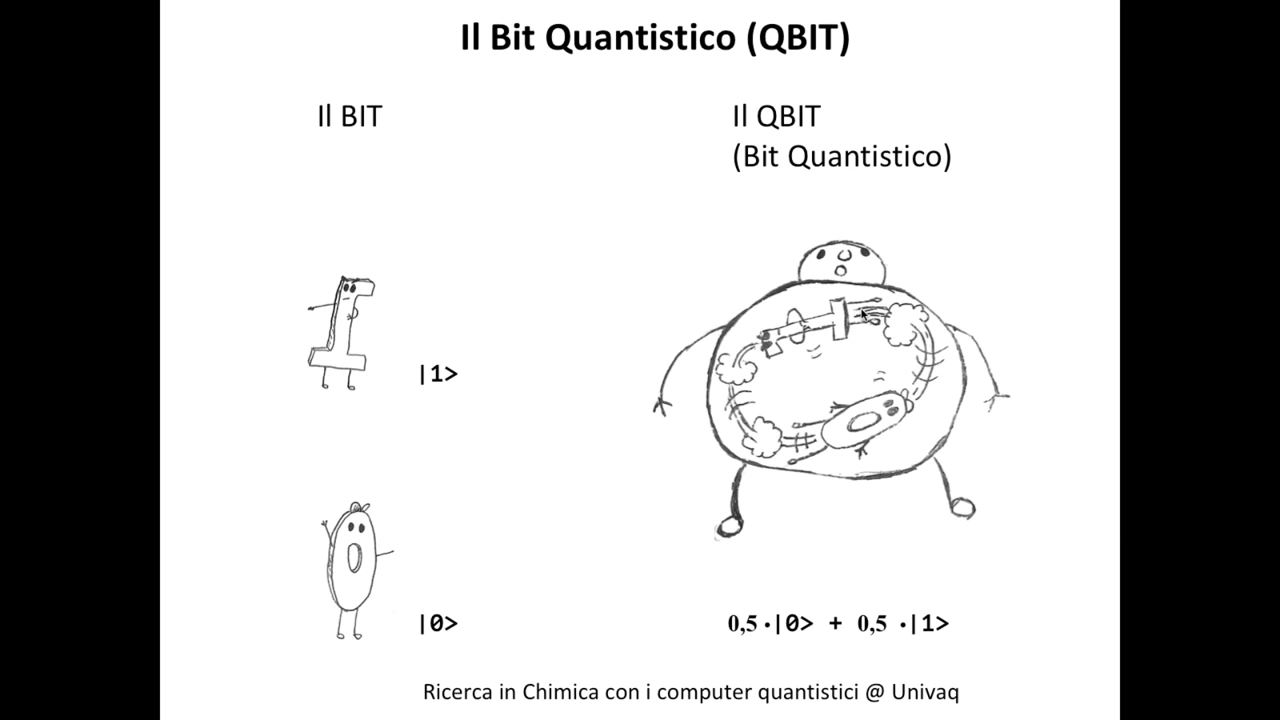 Il Bit Quantistico (QBIT)
Il BIT
Il QBIT
(Bit Quantistico)
|1>
|0>
0,5 ·|0> + 0,5 ·|1>
Ricerca in Chimica con i computer quantistici @ Univaq